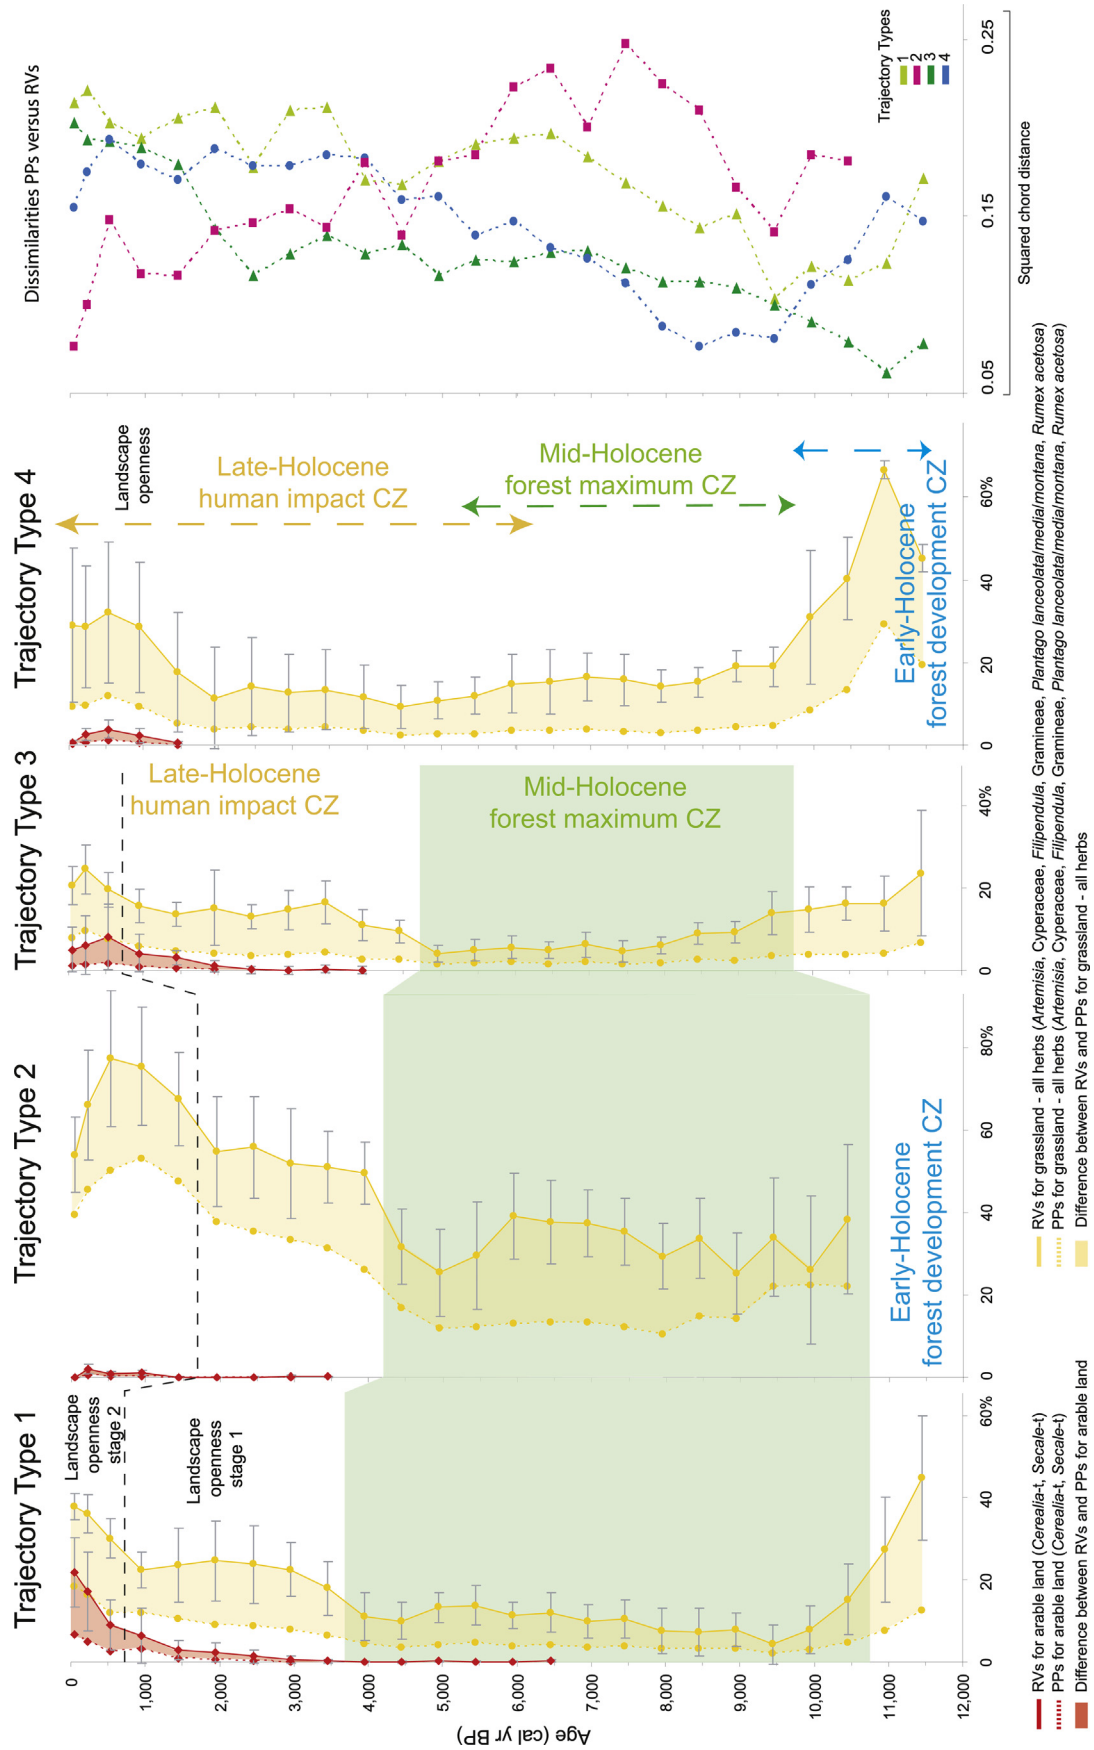 Trajectory Type 1
Trajectory Type 2
Trajectory Type 3
Trajectory Type 4
Dissimilarities PPs versus RVs
Landscape
openness
stage 2
Landscape
openness
stage 1
Early-Holocene
forest development CZ
Late-Holocene
human impact CZ
Mid-Holocene
forest maximum CZ
Landscape
openness
Late-Holocene
human impact CZ
Mid-Holocene
forest maximum CZ
Early-Holocene
forest development CZ
Trajectory Types
1
2
3
4
0
1,000
2,000
3,000
4,000
5,000
6,000
7,000
8,000
9,000
10,000
11,000
12,000
Age (cal yr BP)
0
20
40
60%
0
20
40
60
80%
0
20
40%
0
20
40
60%
0.05
0.15
0.25
Squared chord distance
RVs for arable land (Cerealia-t, Secale-t)
PPs for arable land (Cerealia-t, Secale-t)
Difference between RVs and PPs for arable land
RVs for grassland - all herbs (Artemisia, Cyperaceae, Filipendula, Gramineae, Plantago lanceolata/media/montana, Rumex acetosa)
PPs for grassland - all herbs (Artemisia, Cyperaceae, Filipendula, Gramineae, Plantago lanceolata/media/montana, Rumex acetosa)
Difference between RVs and PPs for grassland - all herbs